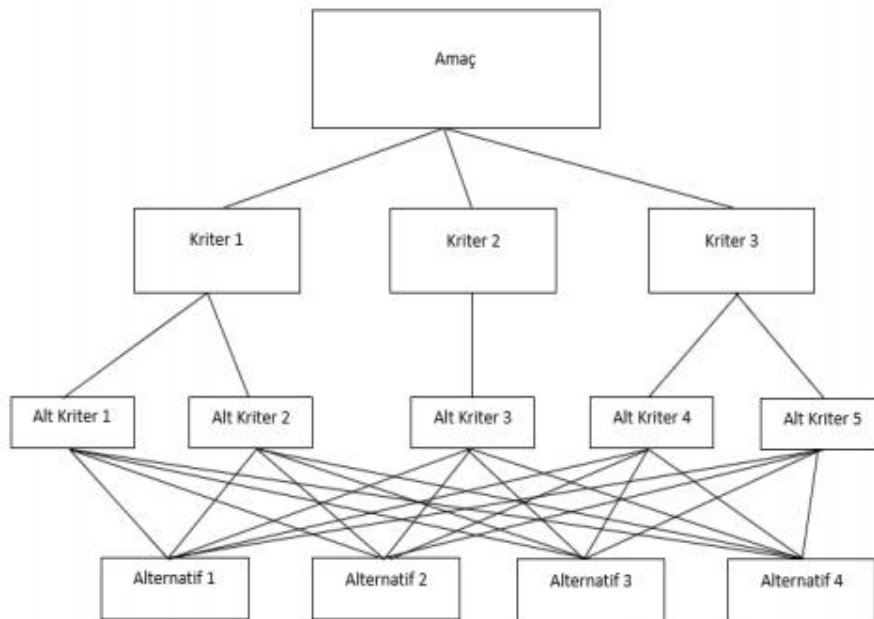 Amaç
Kriter 1
Kriter 2
Kriter 3
Alt Kriter 1
Alt Kriter 2
Alt Kriter 3
Alt Kriter 4
Alt Kriter 5
Alternatif 1
Alternatif 2
Alternatif 3
Alternatif 4